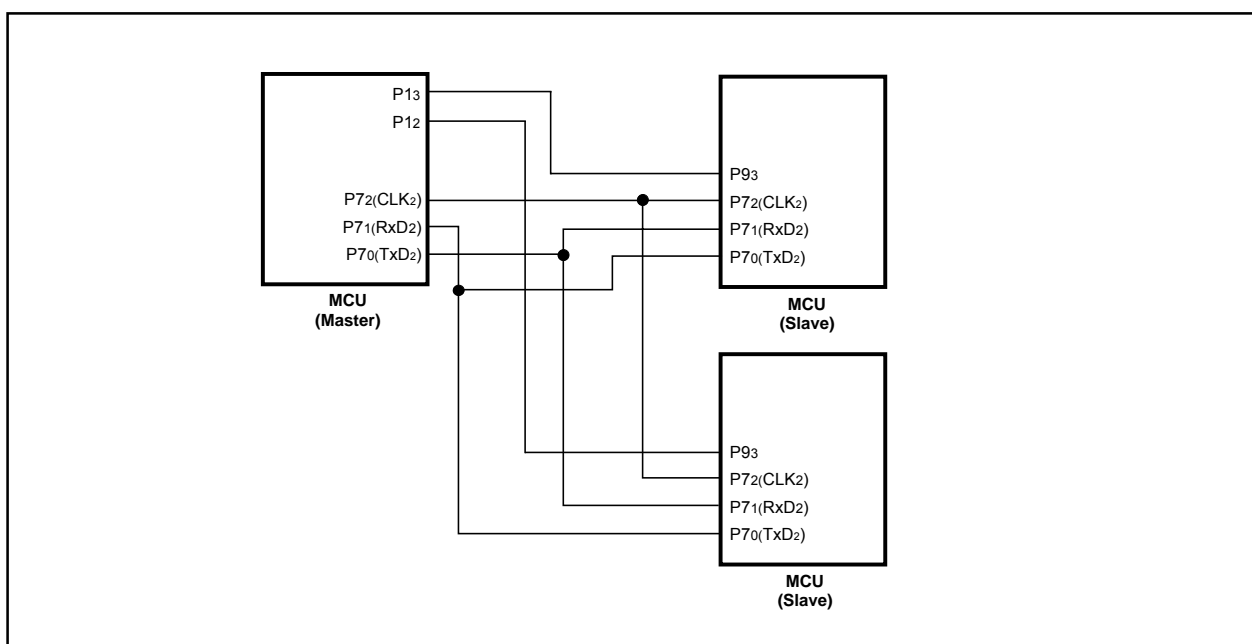 P13
P12
P72(CLK2)
P71(RxD2)
P70(TxD2)
MCU
(Master)
P93
P72(CLK2)
P71(RxD2)
P70(TxD2)
MCU
(Slave)
P93
P72(CLK2)
P71(RxD2)
P70(TxD2)
MCU
(Slave)